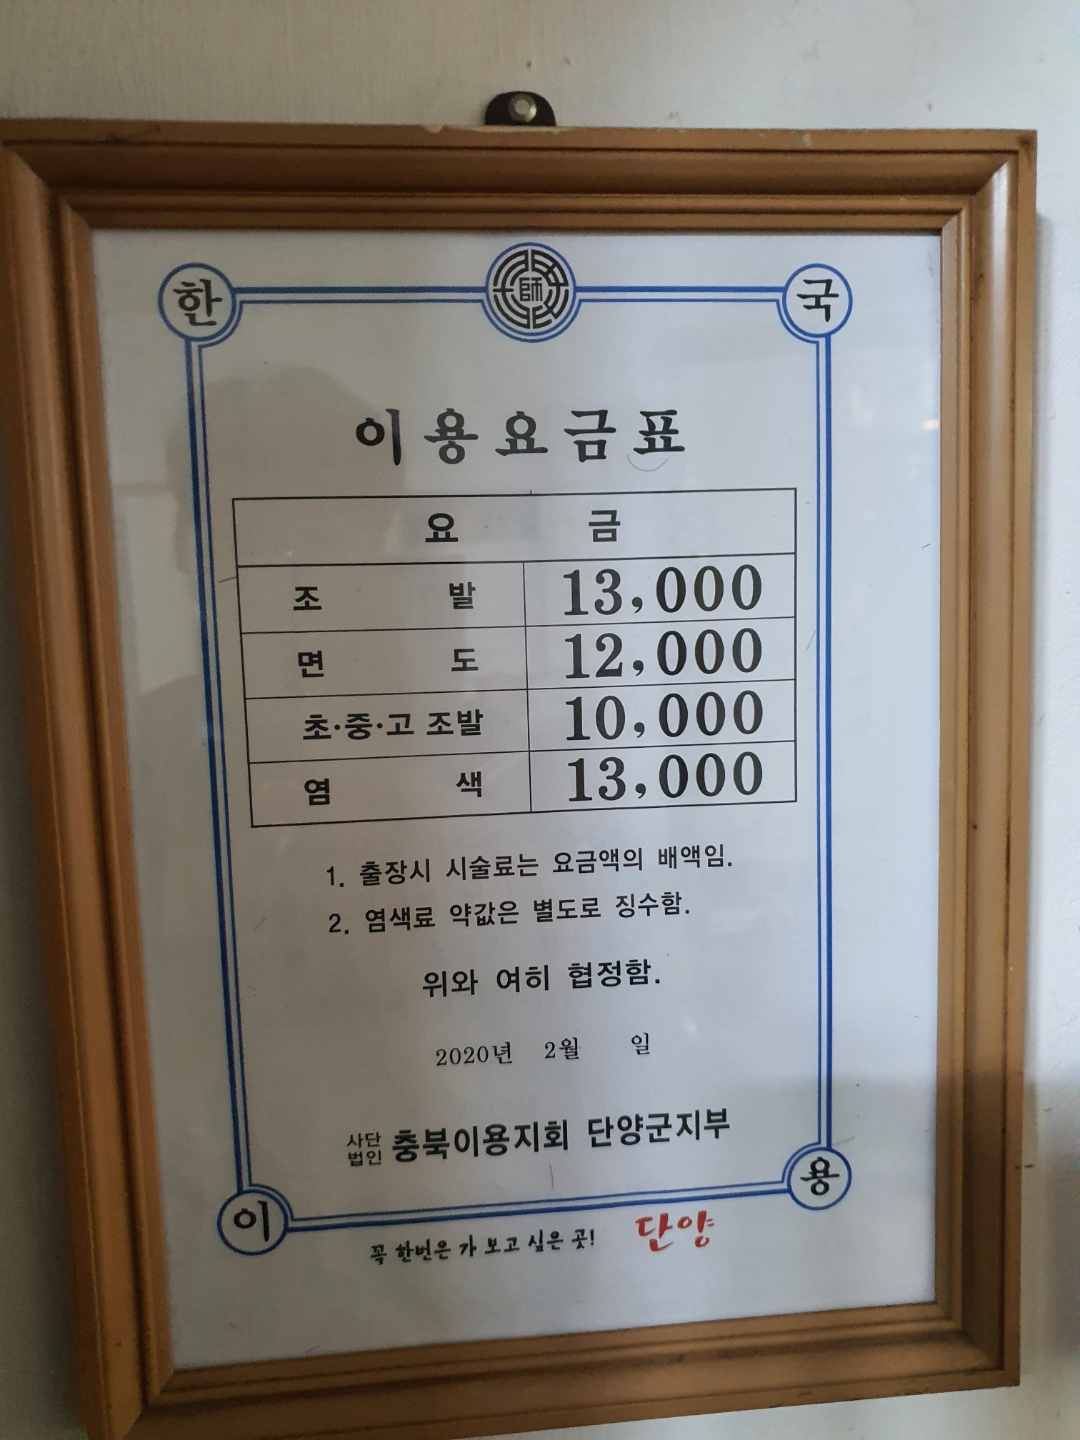 한 師 국
이용요금표
요 금
조 발 13,000
면 도 12,000
초·중·고 조발 10,000
염 색 13,000
1. 출장시 시술료는 요금액의 배액임.
2. 염색료 약값은 별도로 징수함.
위와 여히 협정함.
2020년 2월 일
사단
법인 충북이용지회 단양군지부
이 용
꼭 한번은 가 보고 싶은 곳! 단양